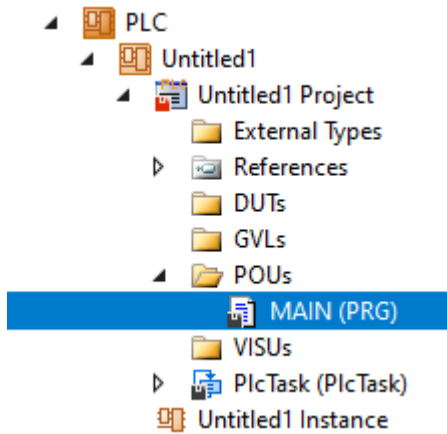 PLC
Untitled1
Untitled1 Project
External Types
References
DUTs
GVLs
POUs
MAIN (PRG)
VISUs
PlcTask (PlcTask)
Untitled1 Instance